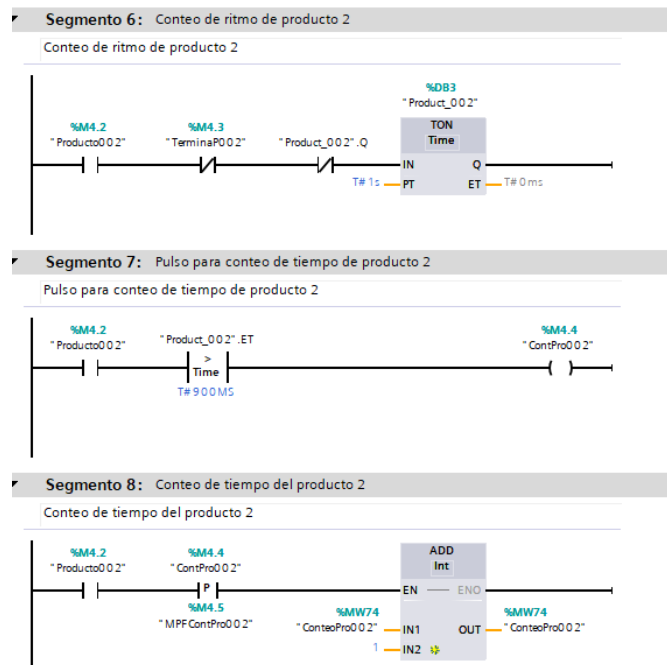 Segmento 6: Conteo de ritmo de producto 2
Conteo de ritmo de producto 2
%DB3
"Product_002"
%M4.2 %M4.3 TON
"Producto002" "TerminaP002" "Product_002".Q Time
IN Q
T#1s PT ET T#0ms
Segmento 7: Pulso para conteo de tiempo de producto 2
Pulso para conteo de tiempo de producto 2
%M4.2 %M4.4
"Producto002" "Product_002".ET "ContPro002"
>
Time
T#900MS
Segmento 8: Conteo de tiempo del producto 2
Conteo de tiempo del producto 2
%M4.2 %M4.4 ADD
"Producto002" "ContPro002" Int
P EN ENO
%M4.5 %MW74 %MW74
"MPFContPro002" "ConteoPro002" IN1 OUT "ConteoPro002"
1 IN2